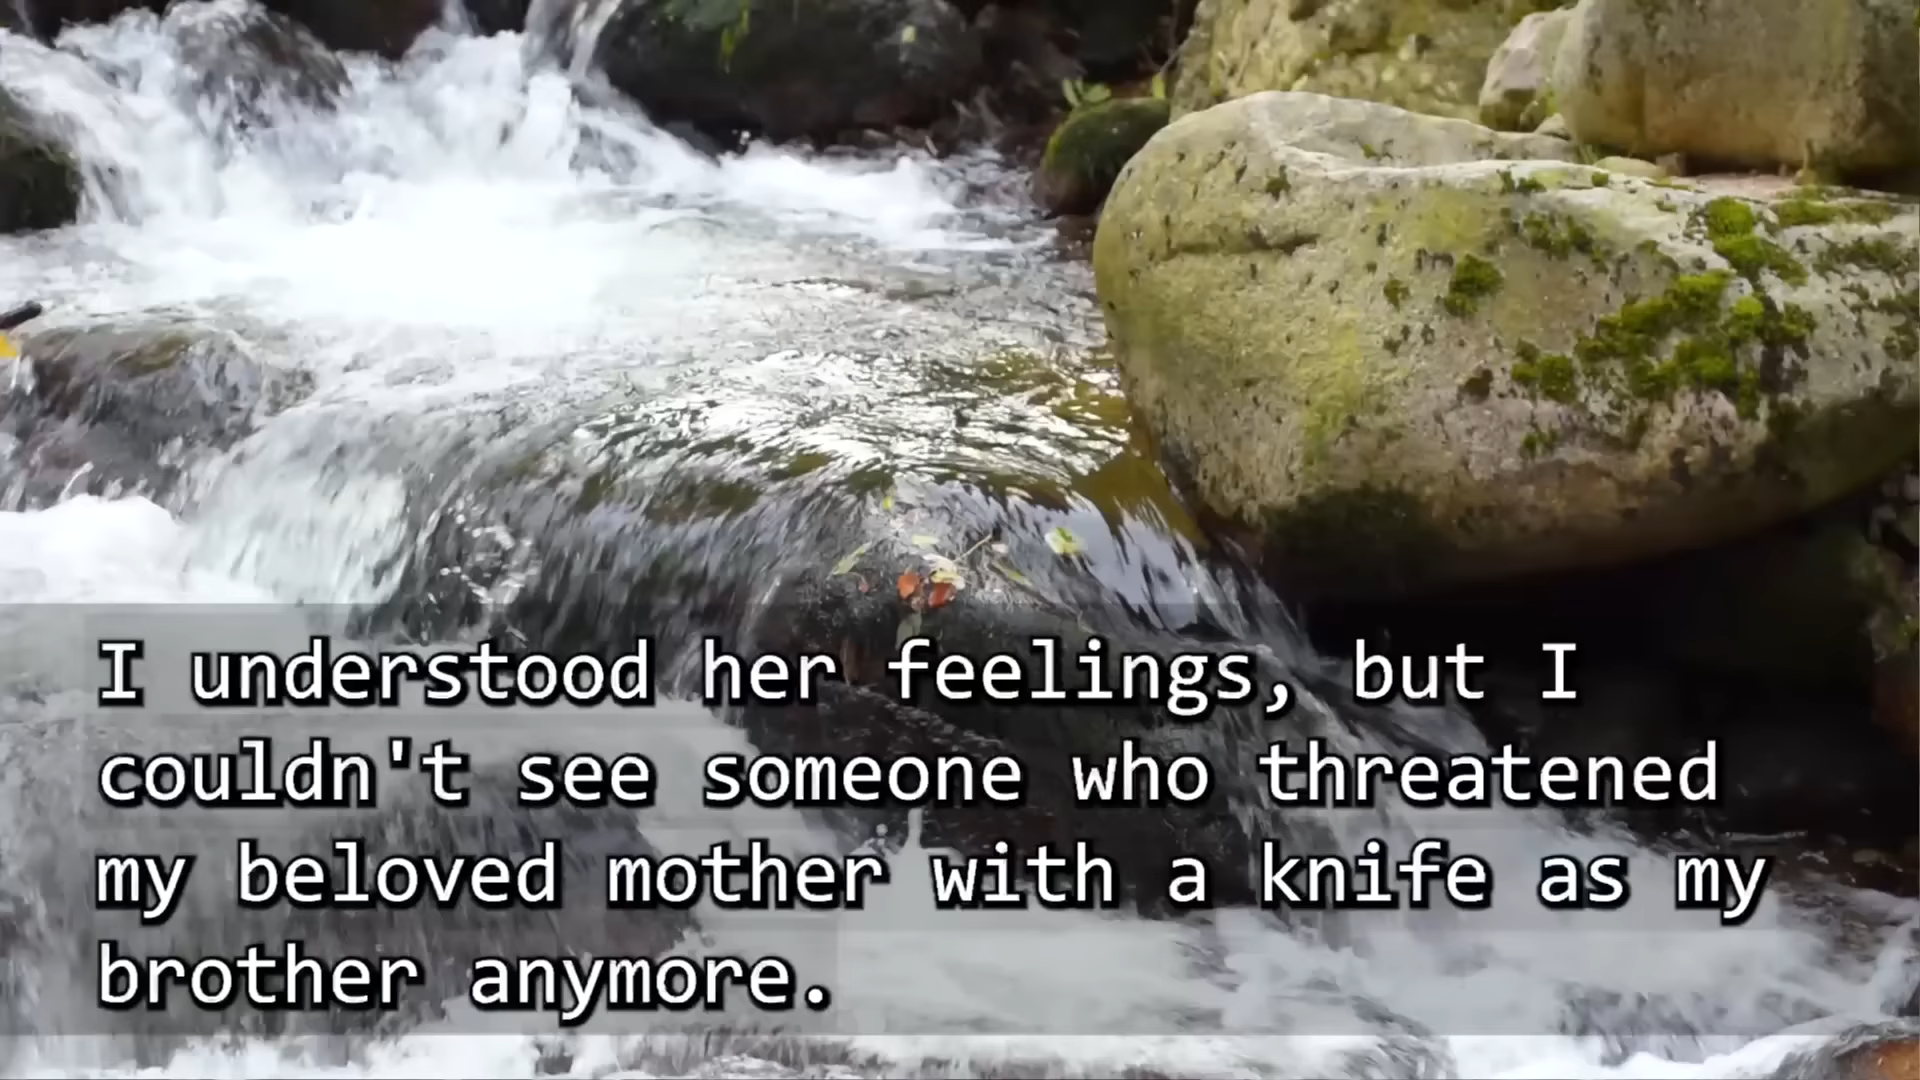 I understood her feelings, but I
couldn't see someone who threatened
my beloved mother with a knife as my
brother anymore.